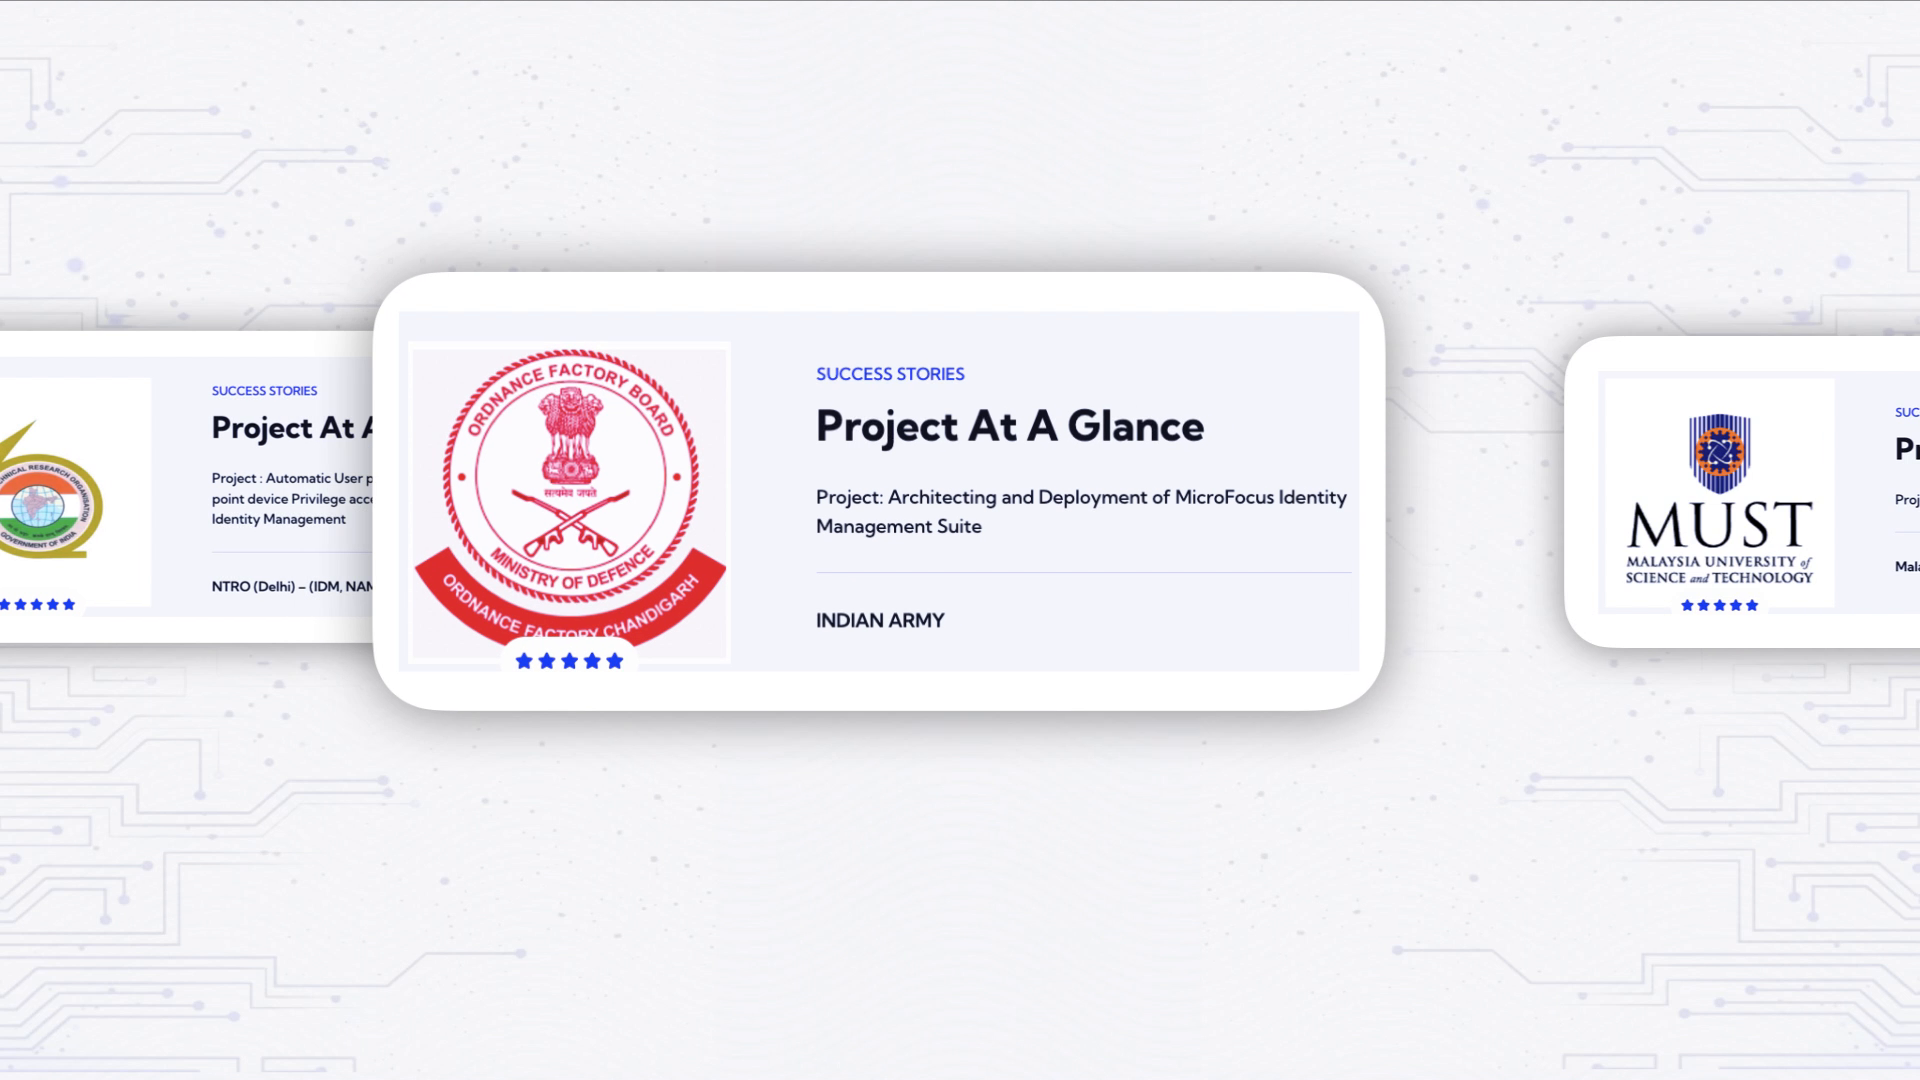 CHNICAL RESEARCH ORGANISATION
GOVERNMENT OF INDIA
SUCCESS STORIES
Project At A
Project : Automatic User p
point device Privilege acc
Identity Management
NTRO (Delhi) – (IDM, NAM
ORDNANCE FACTORY BOARD
सत्यमेव जयते
MINISTRY OF DEFENCE
ORDNANCE FACTORY CHANDIGARH
SUCCESS STORIES
Project At A Glance
Project: Architecting and Deployment of MicroFocus Identity
Management Suite
INDIAN ARMY
MUST
MALAYSIA UNIVERSITY of
SCIENCE and TECHNOLOGY
SUC
Pr
Proj
Mala